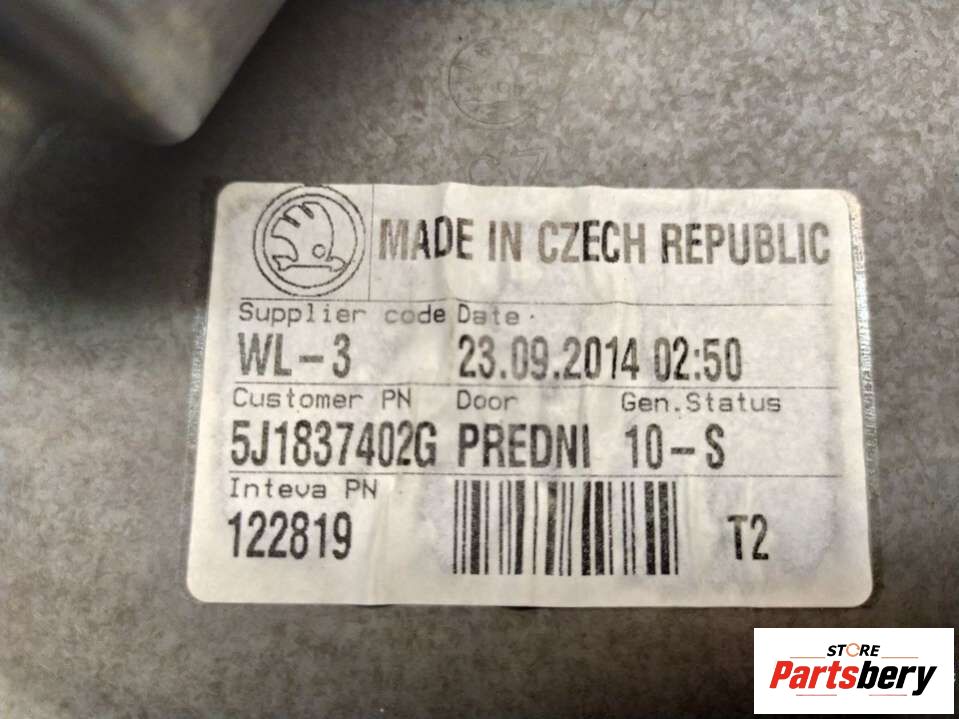 MADE IN CZECH REPUBLIC
Supplier code Date
WL-3 23.09.2014 02:50
Customer PN Door Gen.Status
5J1837402G PREDNI 10-S
Inteva PN
122819 T2
STORE
Partsbery